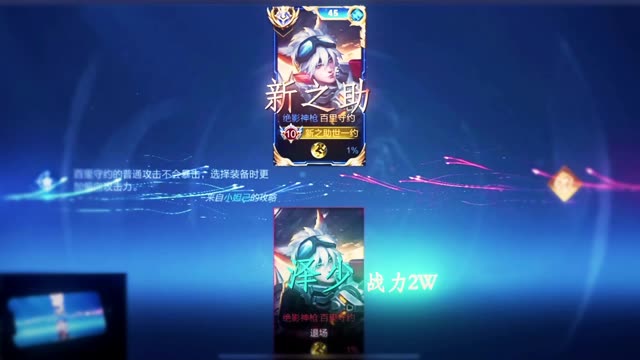 45
新之助
绝影神枪 百里守约
10 新之助世一约
1%
百里守约的普通攻击不会暴击，选择装备时更
攻击力。
来自小妲己的攻略
泽少 战力2W
绝影神枪 百里守约
退场
1%